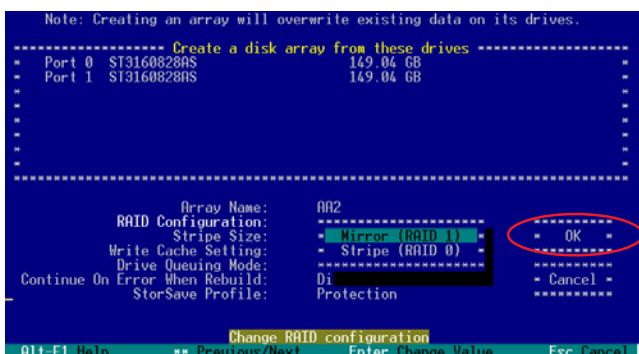 Note: Creating an array will overwrite existing data on its drives.
Create a disk array from these drives
Port 0 ST3160828AS 149.04 GB
Port 1 ST3160828AS 149.04 GB
Array Name: AA2
RAID Configuration:
Stripe Size: Mirror (RAID 1) OK
Write Cache Setting: Stripe (RAID 0)
Drive Queuing Mode:
Continue On Error When Rebuild: Di Cancel
StorSave Profile: Protection
Change RAID configuration
Alt-F1 Help Previous/Next Enter Change Value Esc Cancel